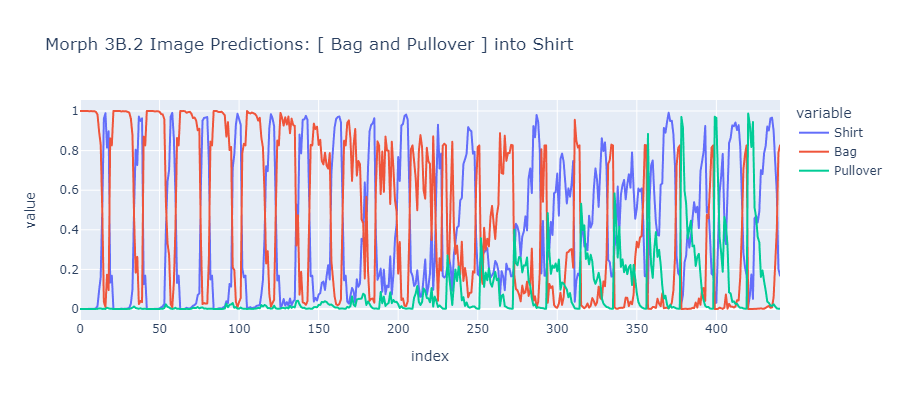 Morph 3B.2 Image Predictions: [ Bag and Pullover ] into Shirt
variable
Shirt
Bag
Pullover
value
1
0.8
0.6
0.4
0.2
0
0 50 100 150 200 250 300 350 400
index